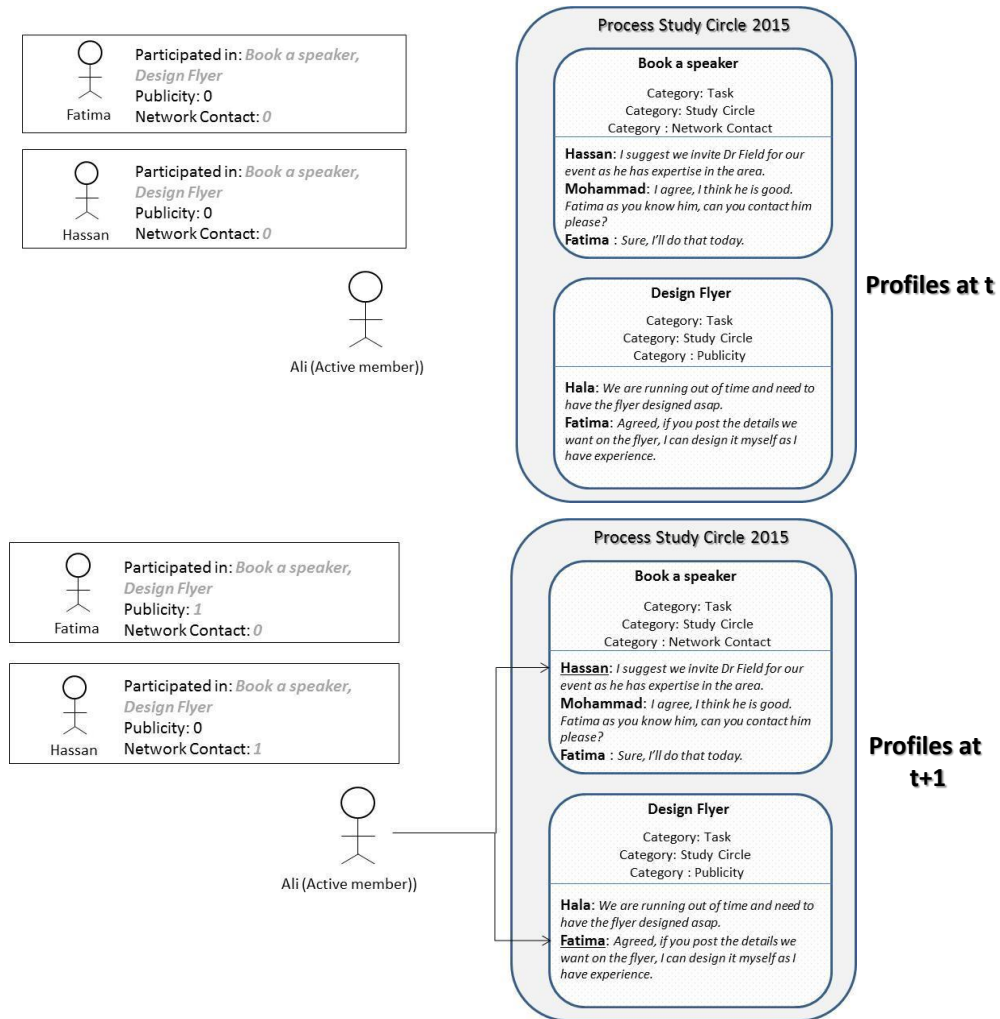 Participated in: Book a speaker,
Design Flyer
Publicity: 0
Network Contact: 0
Fatima
Participated in: Book a speaker,
Design Flyer
Publicity: 0
Network Contact: 0
Hassan
Ali (Active member))
Process Study Circle 2015
Book a speaker
Category: Task
Category: Study Circle
Category : Network Contact
Hassan: I suggest we invite Dr Field for our
event as he has expertise in the area.
Mohammad: I agree, I think he is good.
Fatima as you know him, can you contact him
please?
Fatima : Sure, I'll do that today.
Design Flyer
Category: Task
Category: Study Circle
Category : Publicity
Hala: We are running out of time and need to
have the flyer designed asap.
Fatima: Agreed, if you post the details we
want on the flyer, I can design it myself as I
have experience.
Profiles at t
Participated in: Book a speaker,
Design Flyer
Publicity: 1
Network Contact: 0
Fatima
Participated in: Book a speaker,
Design Flyer
Publicity: 0
Network Contact: 1
Hassan
Ali (Active member))
Process Study Circle 2015
Book a speaker
Category: Task
Category: Study Circle
Category : Network Contact
Hassan: I suggest we invite Dr Field for our
event as he has expertise in the area.
Mohammad: I agree, I think he is good.
Fatima as you know him, can you contact him
please?
Fatima : Sure, I'll do that today.
Design Flyer
Category: Task
Category: Study Circle
Category : Publicity
Hala: We are running out of time and need to
have the flyer designed asap.
Fatima: Agreed, if you post the details we
want on the flyer, I can design it myself as I
have experience.
Profiles at
t+1